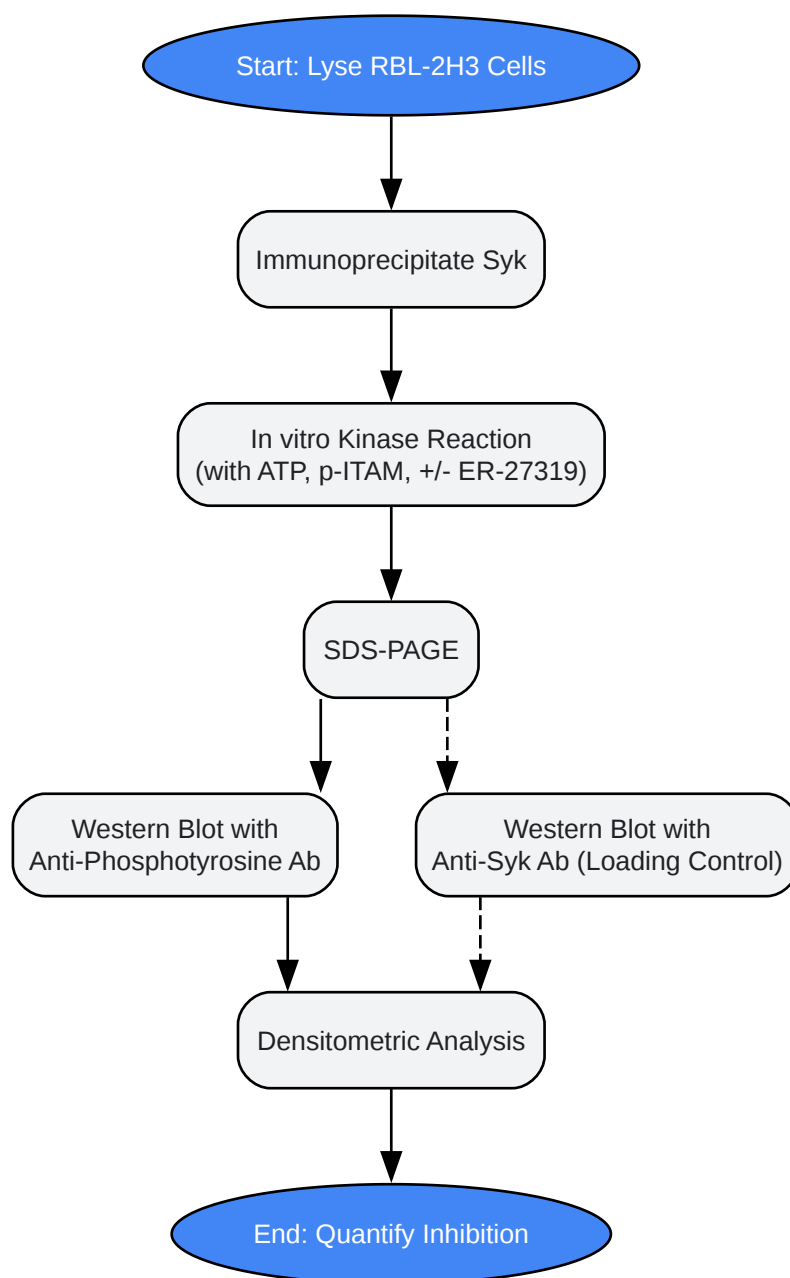 Start: Lyse RBL-2H3 Cells
Immunoprecipitate Syk
In vitro Kinase Reaction
(with ATP, p-ITAM, +/- ER-27319)
SDS-PAGE
Western Blot with
Anti-Phosphotyrosine Ab
Western Blot with
Anti-Syk Ab (Loading Control)
Densitometric Analysis
End: Quantify Inhibition